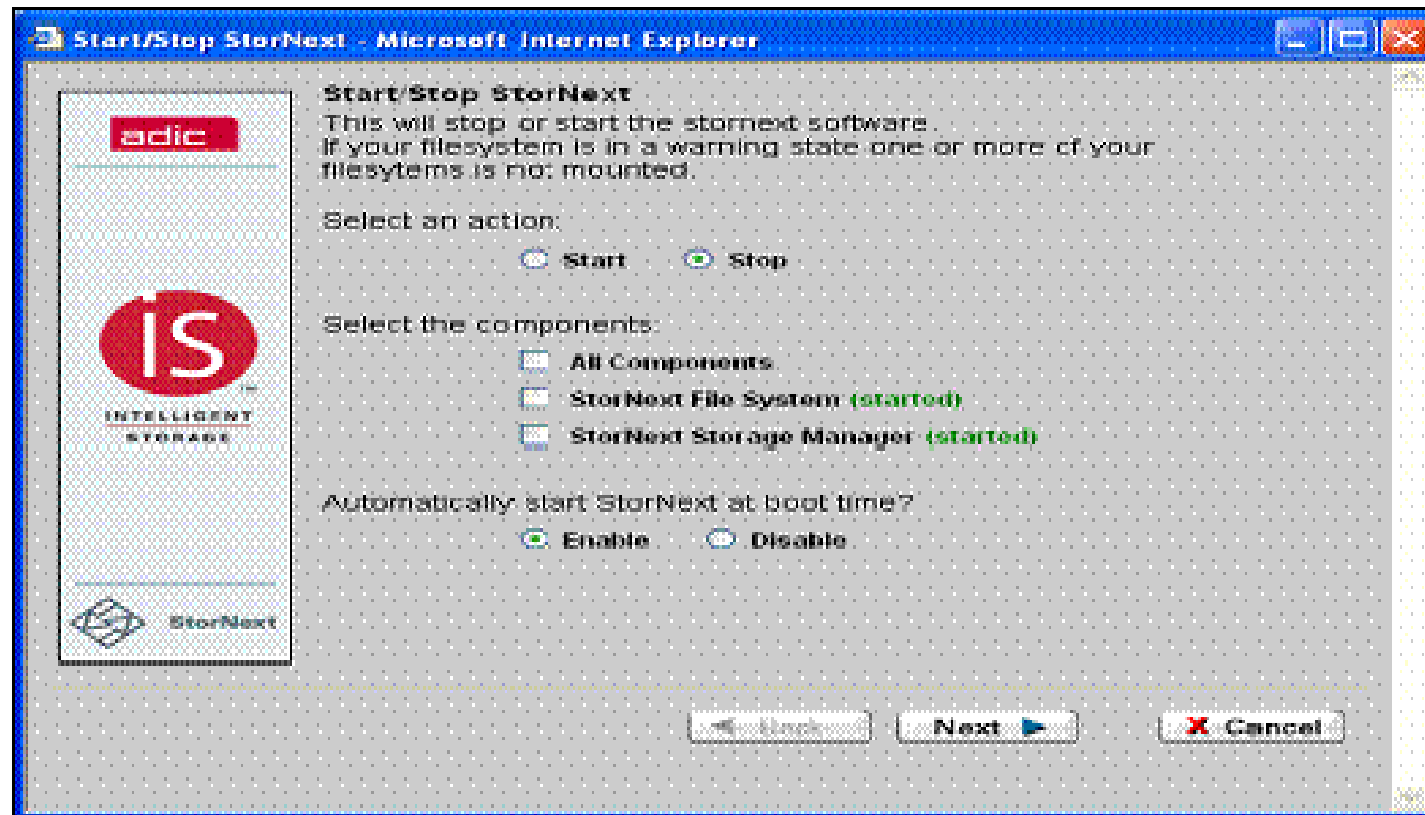 Start/Stop StorNext - Microsoft Internet Explorer
adic
iS
INTELLIGENT
STORAGE
StorNext
Start/Stop StorNext
This will stop or start the stornext software.
If your filesystem is in a warning state one or more of your
filesytems is not mounted.
Select an action:
Start Stop
Select the components:
All Components
StorNext File System (started)
StorNext Storage Manager (started)
Automatically start StorNext at boot time?
Enable Disable
Back Next X Cancel